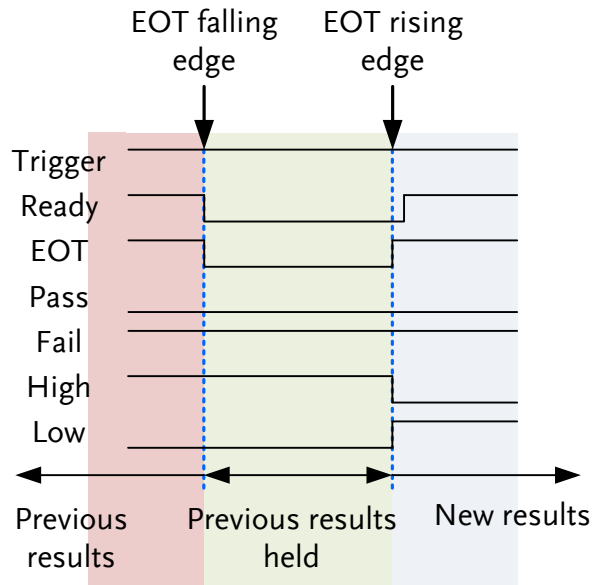 EOT falling
edge
EOT rising
edge
Trigger
Ready
EOT
Pass
Fail
High
Low
Previous
results
Previous results
held
New results